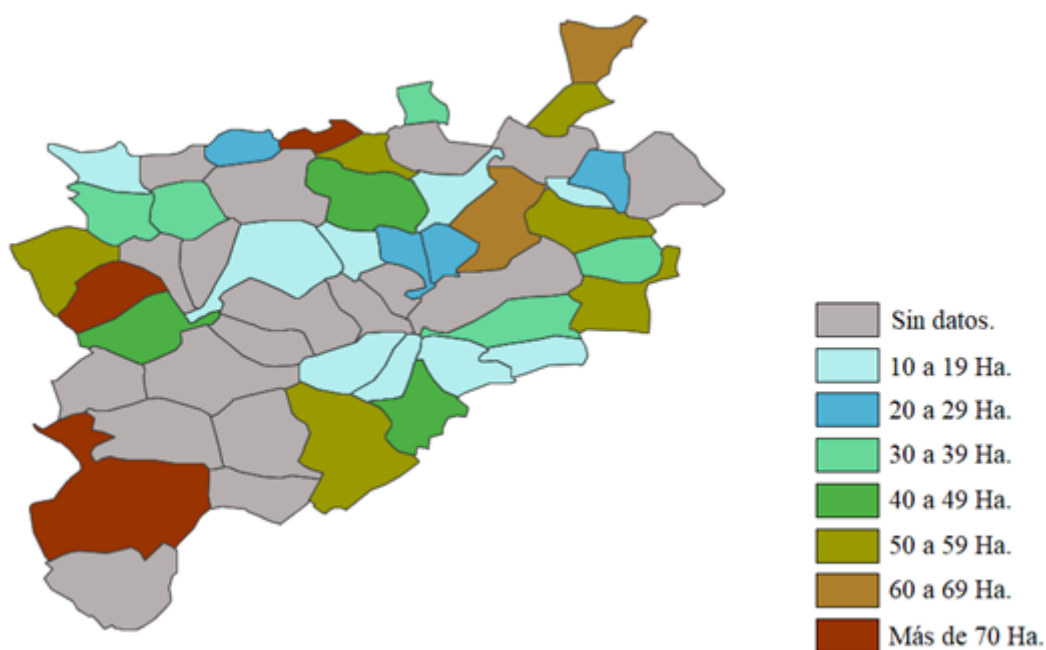 Sin datos.
10 a 19 Ha.
20 a 29 Ha.
30 a 39 Ha.
40 a 49 Ha.
50 a 59 Ha.
60 a 69 Ha.
Más de 70 Ha.